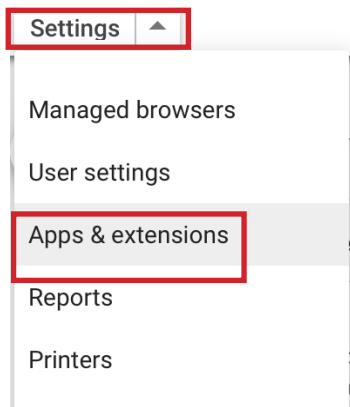 Settings
Managed browsers
User settings
Apps & extensions
Reports
Printers